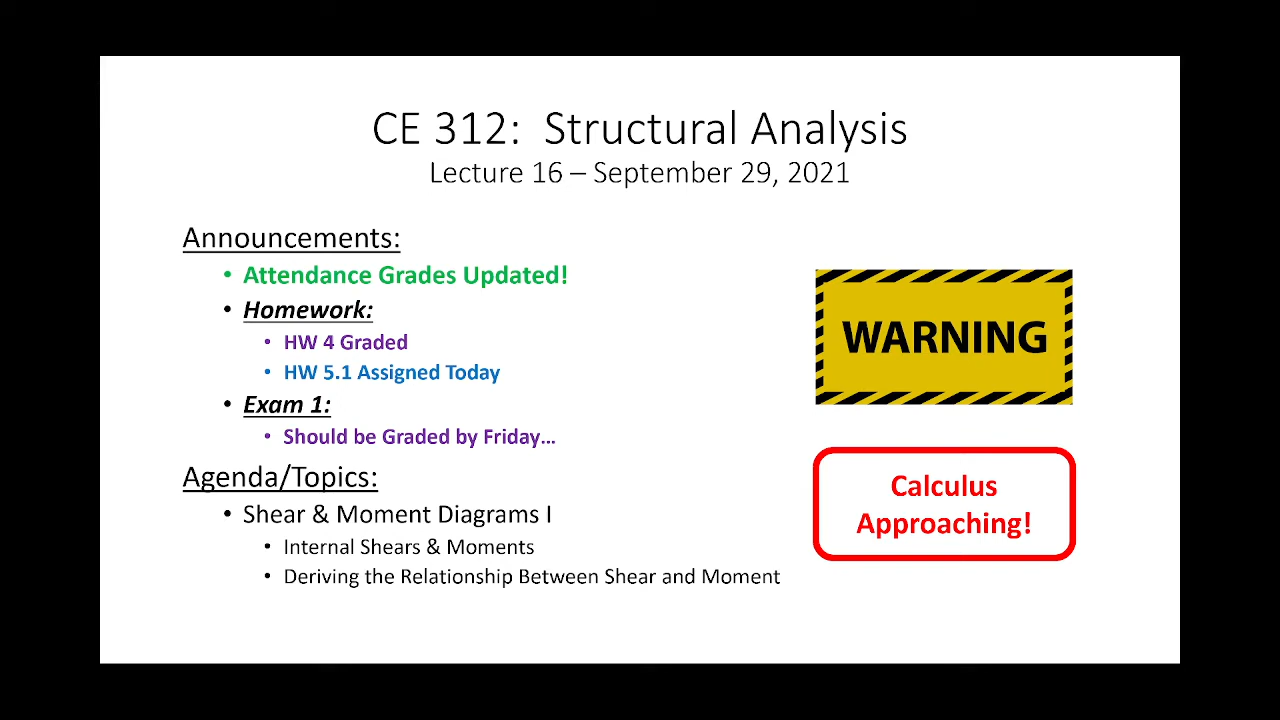 CE 312: Structural Analysis
Lecture 16 – September 29, 2021
Announcements:
• Attendance Grades Updated!
• Homework:
• HW 4 Graded
• HW 5.1 Assigned Today
• Exam 1:
• Should be Graded by Friday…
Agenda/Topics:
• Shear & Moment Diagrams I
• Internal Shears & Moments
• Deriving the Relationship Between Shear and Moment
WARNING
Calculus
Approaching!